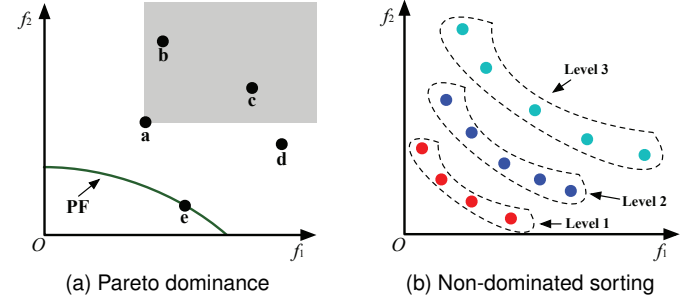 f2
b
c
a
d
PF
e
O
f1
(a) Pareto dominance
f2
Level 3
Level 2
Level 1
O
f1
(b) Non-dominated sorting